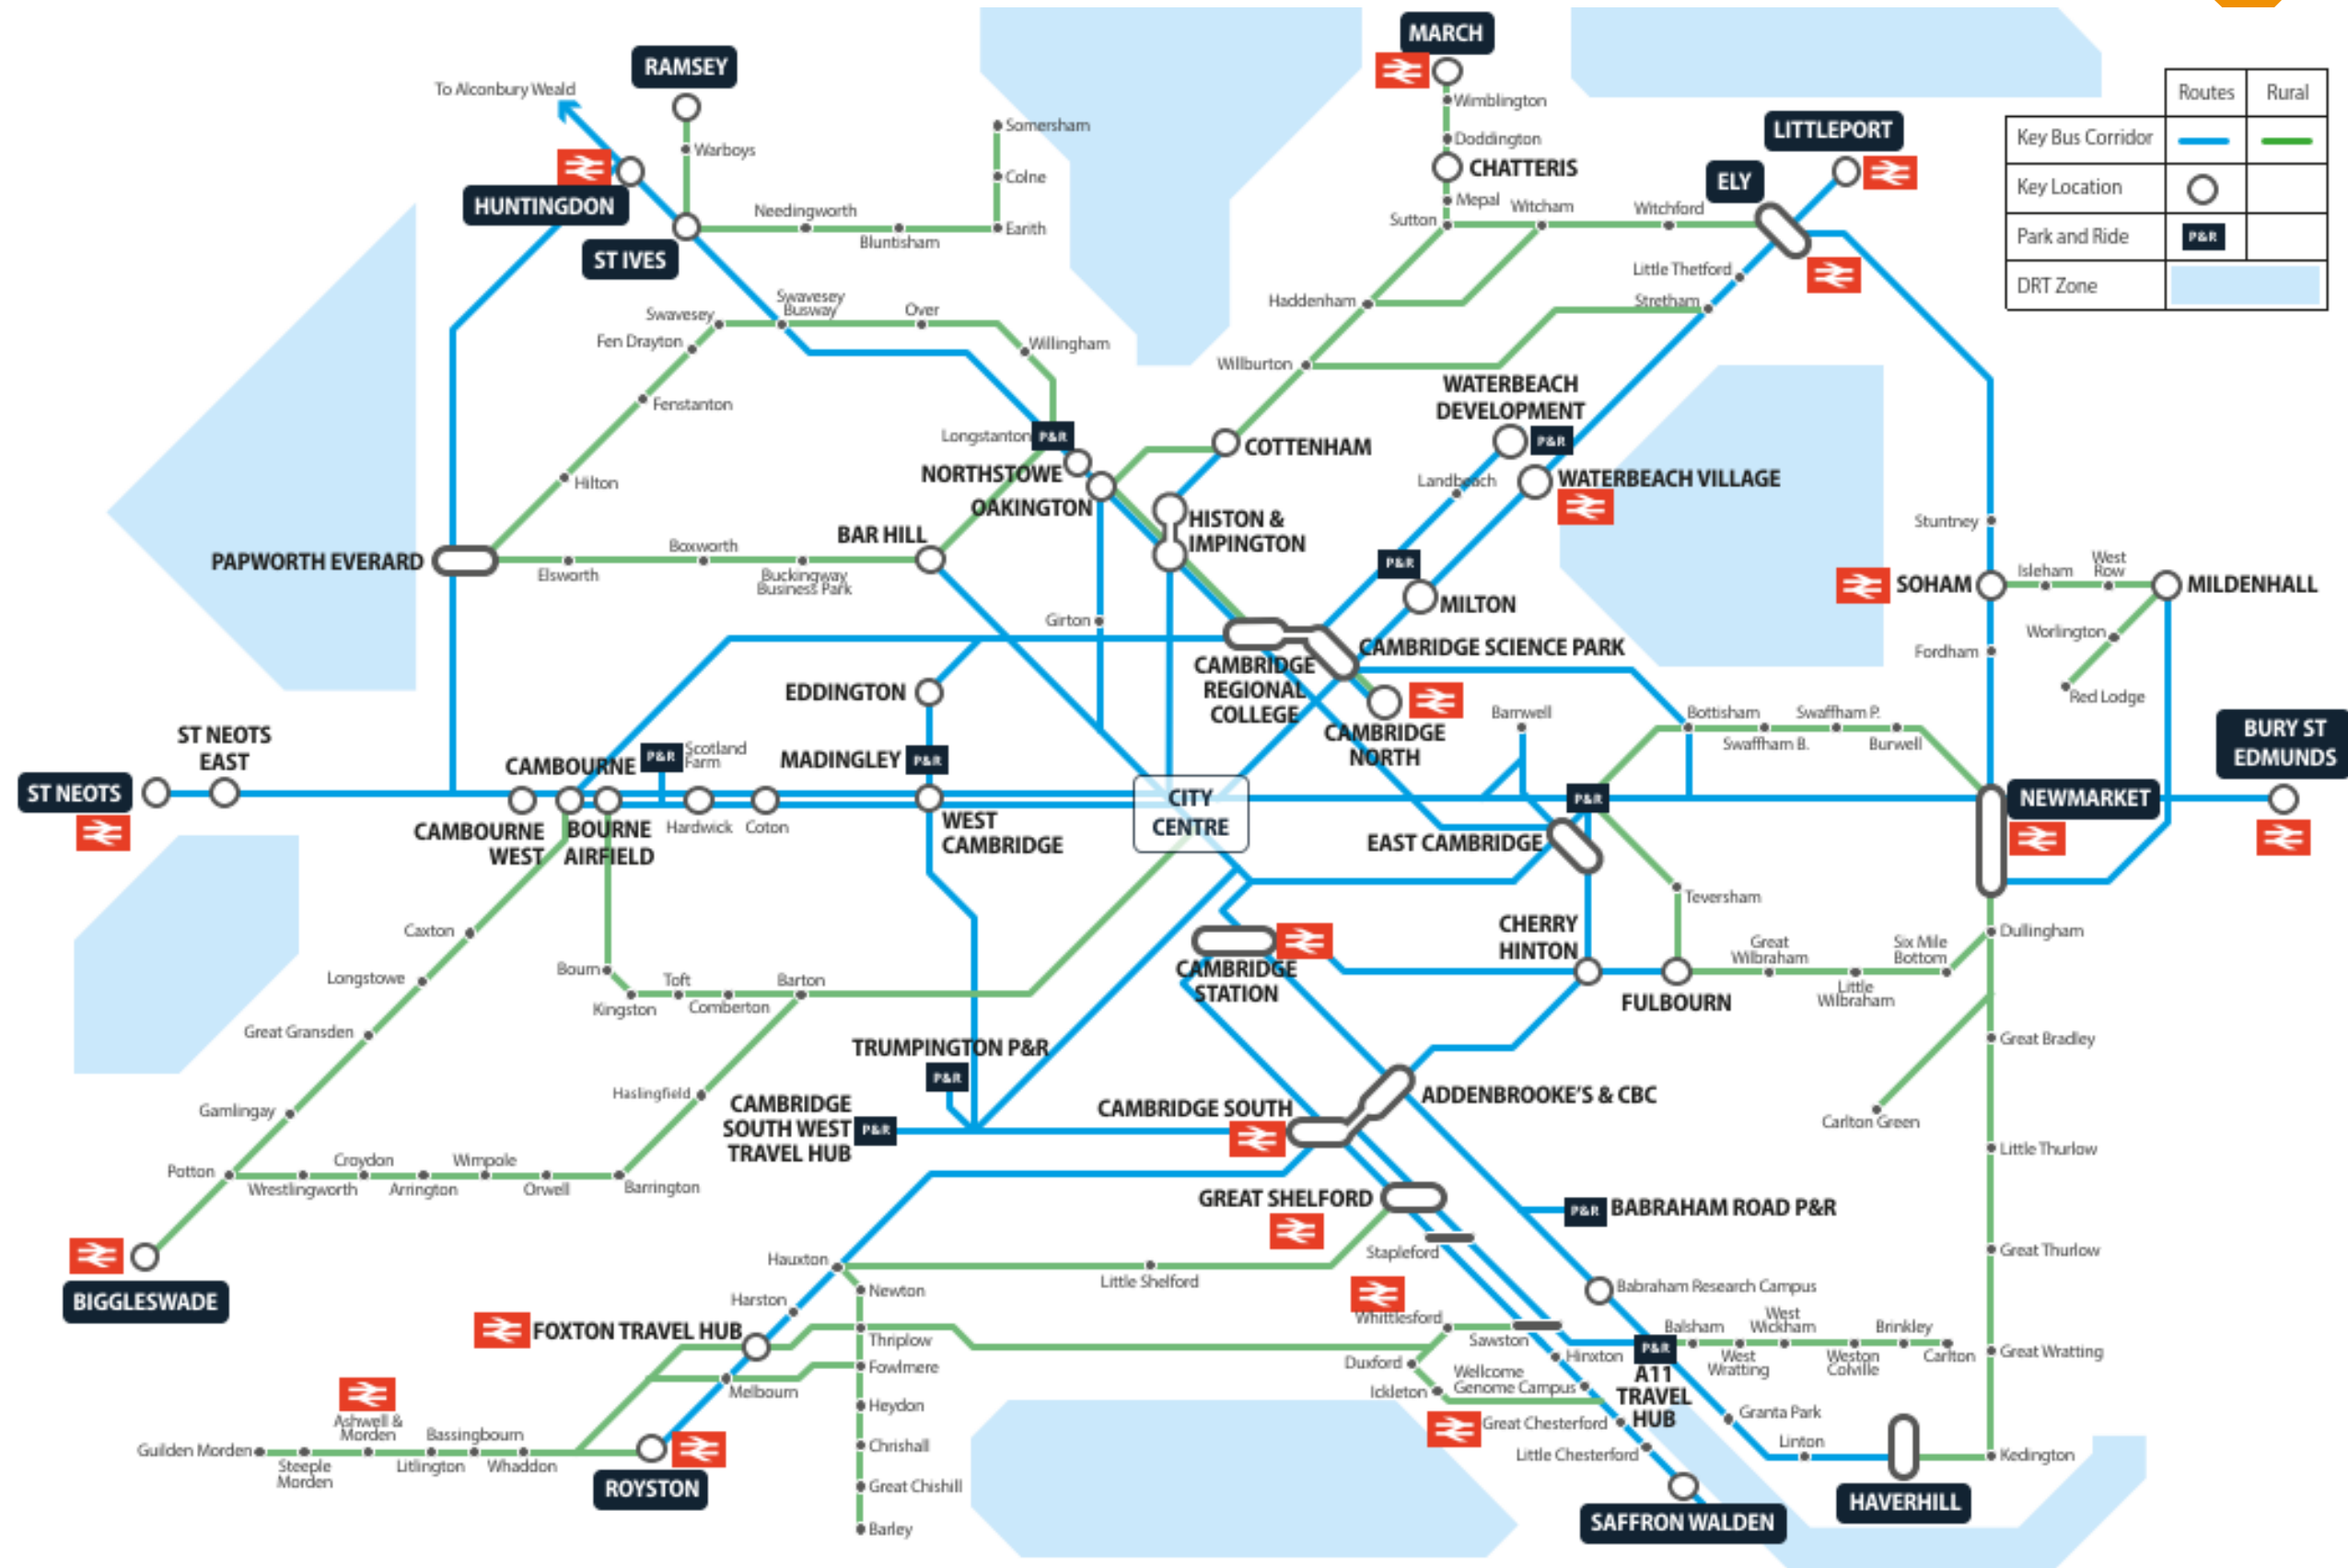 MARCH
RAMSEY
To Alconbury Weald
Wimblington
Routes
Rural
Somersham
LITTLEPORT
Doddington
Key Bus Corridor
Warboys
CHATTERIS
Colne
ELY
Key Location
HUNTINGDON
Needingworth
Mepal
Witcham
Witchford
Sutton
Earith
Bluntisham
Park and Ride
P&R
ST IVES
Little Thetford
DRT Zone
Swavesey
Busway
Over
Haddenham
Stretham
Swavesey
Fen Drayton
Willingham
Willburton
WATERBEACH
DEVELOPMENT
Fenstanton
Longstanton
P&R
COTTENHAM
P&R
NORTHSTOWE
Landbeach
WATERBEACH VILLAGE
Hilton
OAKINGTON
HISTON &
IMPINGTON
Stuntney
BAR HILL
PAPWORTH EVERARD
Boxworth
Elsworth
Buckingway
Business Park
P&R
SOHAM
Isleham
West
Row
MILDENHALL
MILTON
Girton
Worlington
CAMBRIDGE SCIENCE PARK
Fordham
CAMBRIDGE
REGIONAL
COLLEGE
EDDINGTON
Red Lodge
Barnwell
Bottisham
Swaffham P.
CAMBRIDGE
NORTH
Swaffham B.
Burwell
BURY ST
EDMUNDS
ST NEOTS
EAST
CAMBOURNE
P&R
Scotland
Farm
MADINGLEY
P&R
ST NEOTS
CITY
CENTRE
P&R
NEWMARKET
CAMBOURNE
WEST
BOURNE
AIRFIELD
Hardwick
Coton
WEST
CAMBRIDGE
EAST CAMBRIDGE
Teversham
Caxton
CHERRY
HINTON
Dullingham
Great
Wilbraham
Six Mile
Bottom
Longstowe
Bourn
Toft
Barton
CAMBRIDGE
STATION
Kingston
Comberton
FULBOURN
Little
Wilbraham
Great Gransden
TRUMPINGTON P&R
P&R
Great Bradley
Haslingfield
ADDENBROOKE'S & CBC
Gamlingay
CAMBRIDGE
SOUTH WEST
TRAVEL HUB
P&R
CAMBRIDGE SOUTH
Carlton Green
Little Thurlow
Potton
Croydon
Wimpole
Wrestlingworth
Arrington
Orwell
Barrington
GREAT SHELFORD
P&R
BABRAHAM ROAD P&R
Stapleford
Great Thurlow
Hauxton
Little Shelford
BIGGLESWADE
Newton
Babraham Research Campus
Harston
FOXTON TRAVEL HUB
Thriplow
Whittlesford
Sawston
Balsham
West
Wickham
Brinkley
P&R
Hinxton
West
Wratting
Weston
Colville
Carlton
Great Wratting
Fowlmere
Duxford
A11
TRAVEL
HUB
Melbourn
Ickleton
Wellcome
Genome Campus
Heydon
Granta Park
Ashwell &
Morden
Great Chesterford
Bassingbourn
Chrishall
Linton
Guilden Morden
Steeple
Morden
Litlington
Whaddon
Little Chesterford
Kedington
ROYSTON
Great Chishill
HAVERHILL
SAFFRON WALDEN
Barley